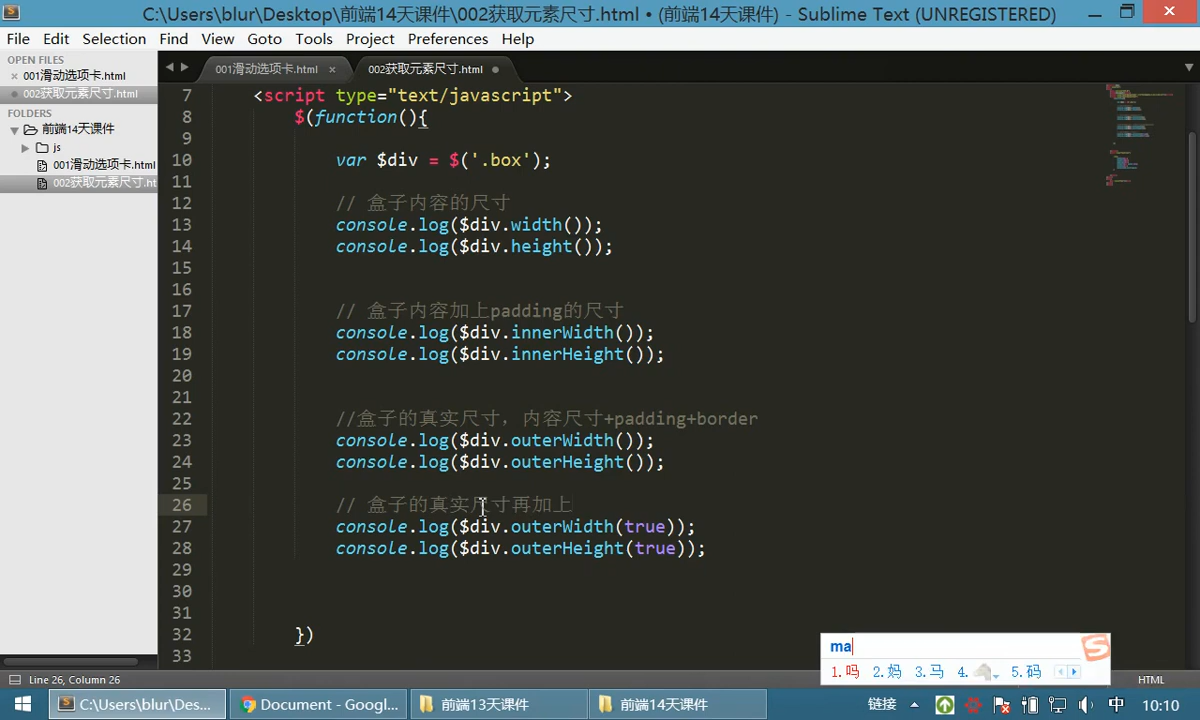 C:\Users\blur\Desktop\前端14天课件\002获取元素尺寸.html • (前端14天课件) - Sublime Text (UNREGISTERED)
File Edit Selection Find View Goto Tools Project Preferences Help
OPEN FILES
001滑动选项卡.html
002获取元素尺寸.html
FOLDERS
前端14天课件
js
001滑动选项卡.html
002获取元素尺寸.ht
001滑动选项卡.html
002获取元素尺寸.html
7 <script type="text/javascript">
8 $(function(){
9
10 var $div = $('.box');
11
12 // 盒子内容的尺寸
13 console.log($div.width());
14 console.log($div.height());
15
16
17 // 盒子内容加上padding的尺寸
18 console.log($div.innerWidth());
19 console.log($div.innerHeight());
20
21
22 //盒子的真实尺寸，内容尺寸+padding+border
23 console.log($div.outerWidth());
24 console.log($div.outerHeight());
25
26 // 盒子的真实尺寸再加上
27 console.log($div.outerWidth(true));
28 console.log($div.outerHeight(true));
29
30
31
32 })
33
ma
1.吗 2.妈 3.马 4. 5.码
Line 26, Column 26
HTML
C:\Users\blur\Des...
Document - Googl...
前端13天课件
前端14天课件
链接
中
10:10